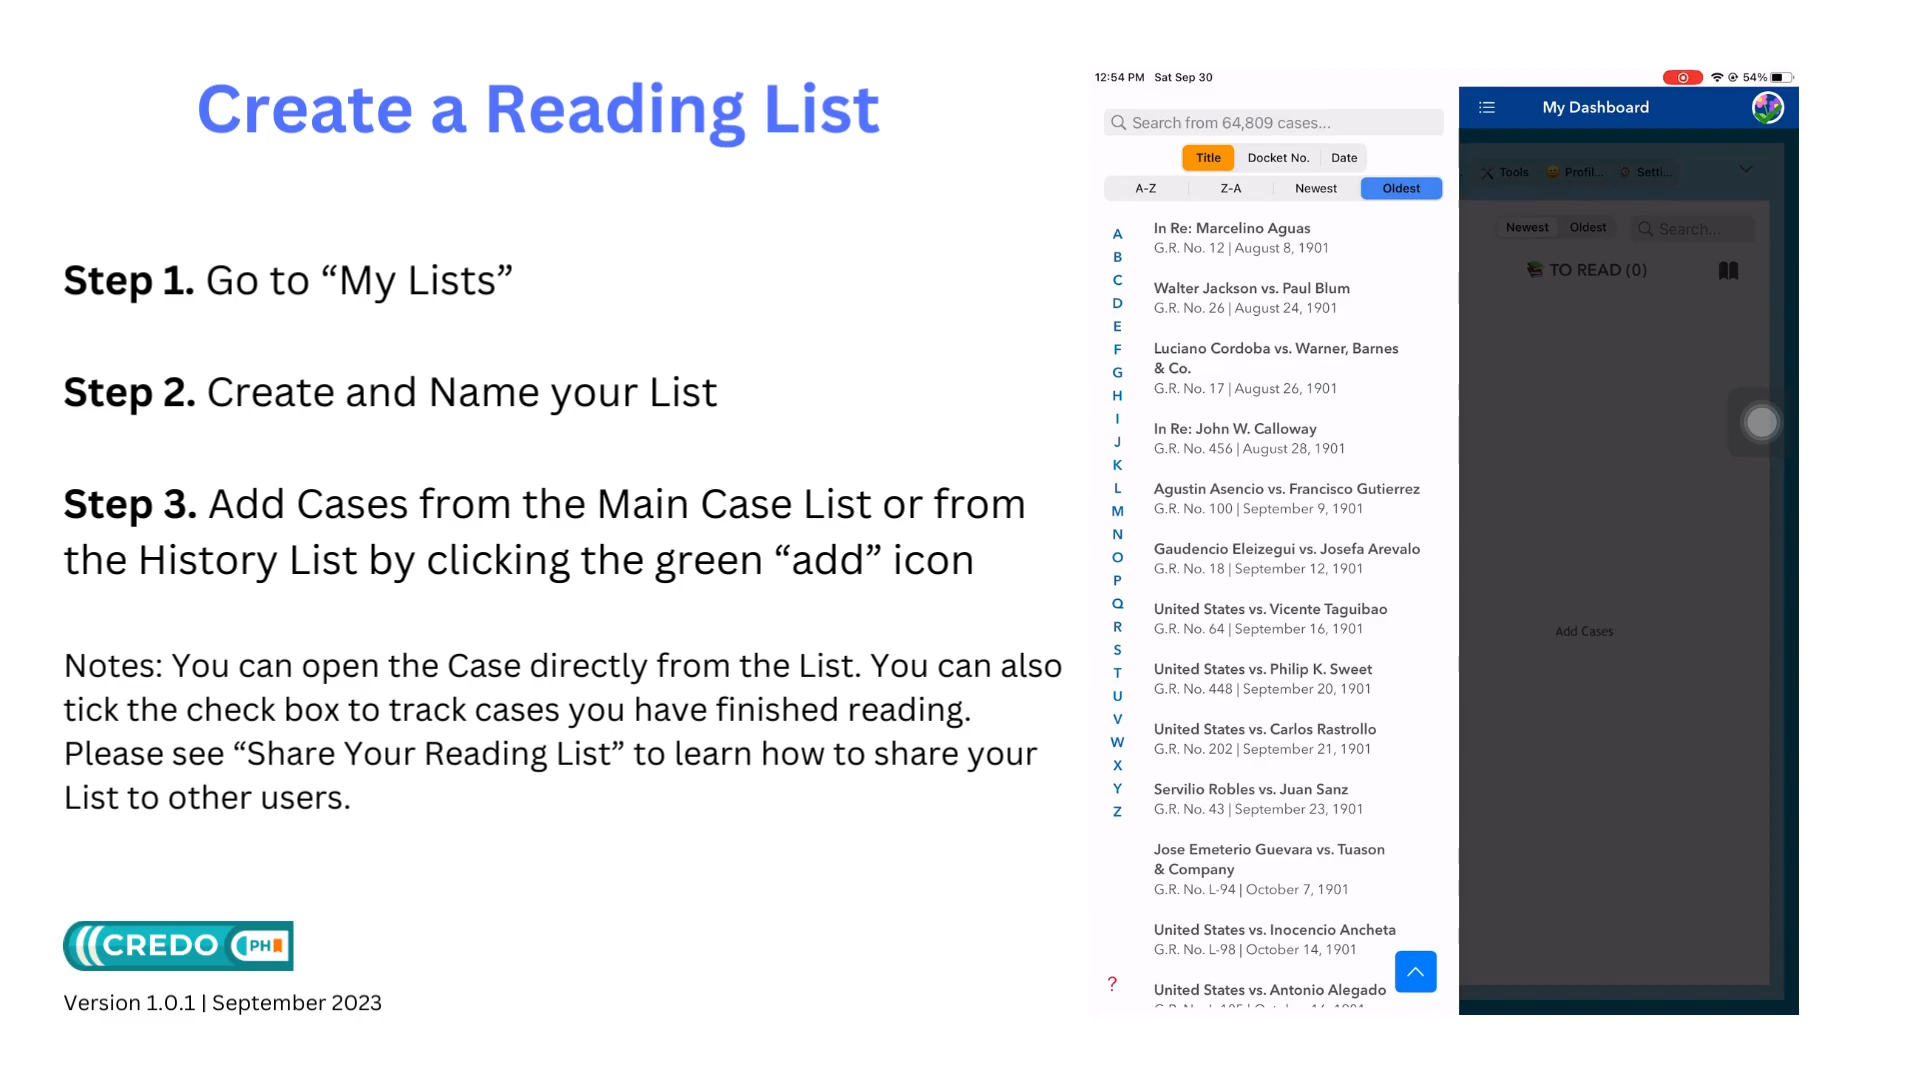 Create a Reading List
Step 1. Go to “My Lists”
Step 2. Create and Name your List
Step 3. Add Cases from the Main Case List or from
the History List by clicking the green “add” icon
Notes: You can open the Case directly from the List. You can also
tick the check box to track cases you have finished reading.
Please see “Share Your Reading List” to learn how to share your
List to other users.
CREDO PH
Version 1.0.1 | September 2023
12:54 PM Sat Sep 30
54%
Search from 64,809 cases...
Title Docket No. Date
A-Z Z-A Newest Oldest
A
B
C
D
E
F
G
H
I
J
K
L
M
N
O
P
Q
R
S
T
U
V
W
X
Y
Z
?
In Re: Marcelino Aguas
G.R. No. 12 | August 8, 1901
Walter Jackson vs. Paul Blum
G.R. No. 26 | August 24, 1901
Luciano Cordoba vs. Warner, Barnes
& Co.
G.R. No. 17 | August 26, 1901
In Re: John W. Calloway
G.R. No. 456 | August 28, 1901
Agustin Asencio vs. Francisco Gutierrez
G.R. No. 100 | September 9, 1901
Gaudencio Eleizegui vs. Josefa Arevalo
G.R. No. 18 | September 12, 1901
United States vs. Vicente Taguibao
G.R. No. 64 | September 16, 1901
United States vs. Philip K. Sweet
G.R. No. 448 | September 20, 1901
United States vs. Carlos Rastrollo
G.R. No. 202 | September 21, 1901
Servilio Robles vs. Juan Sanz
G.R. No. 43 | September 23, 1901
Jose Emeterio Guevara vs. Tuason
& Company
G.R. No. L-94 | October 7, 1901
United States vs. Inocencio Ancheta
G.R. No. L-98 | October 14, 1901
United States vs. Antonio Alegado
My Dashboard
Tools Profil... Setti...
Newest Oldest Search...
TO READ (0)
Add Cases